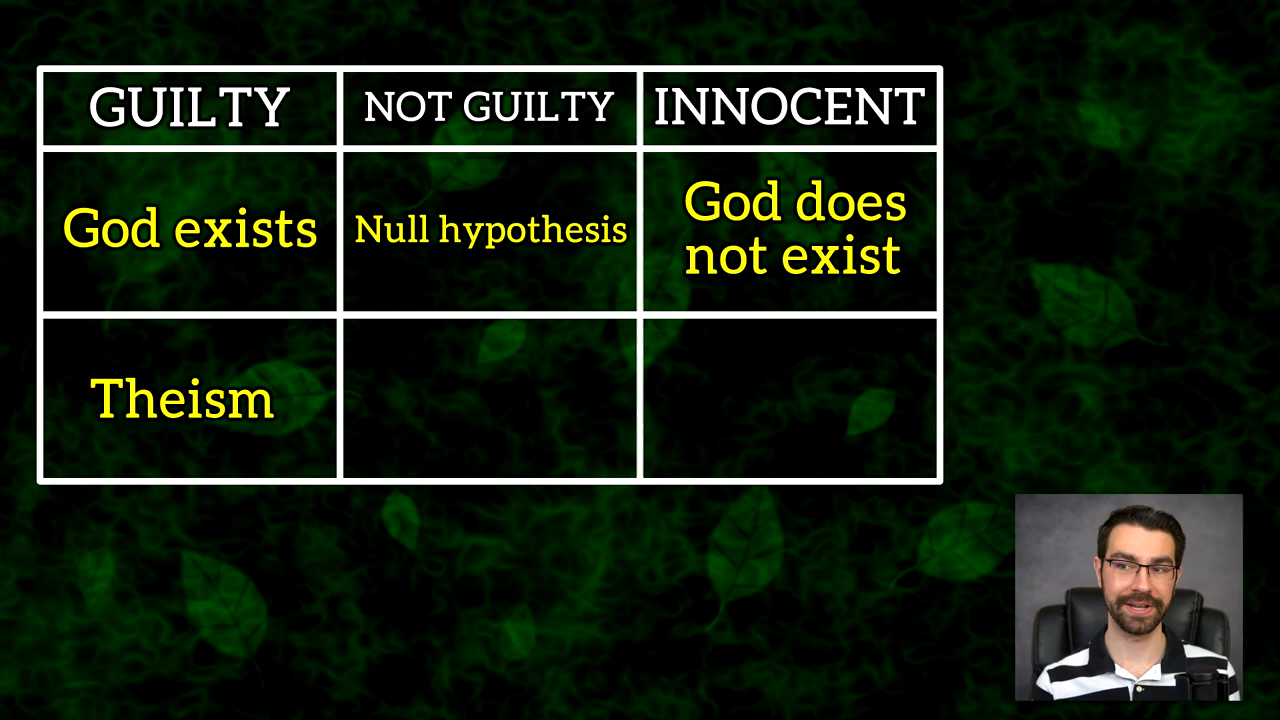 GUILTY
NOT GUILTY
INNOCENT
God exists
Null hypothesis
God does
not exist
Theism